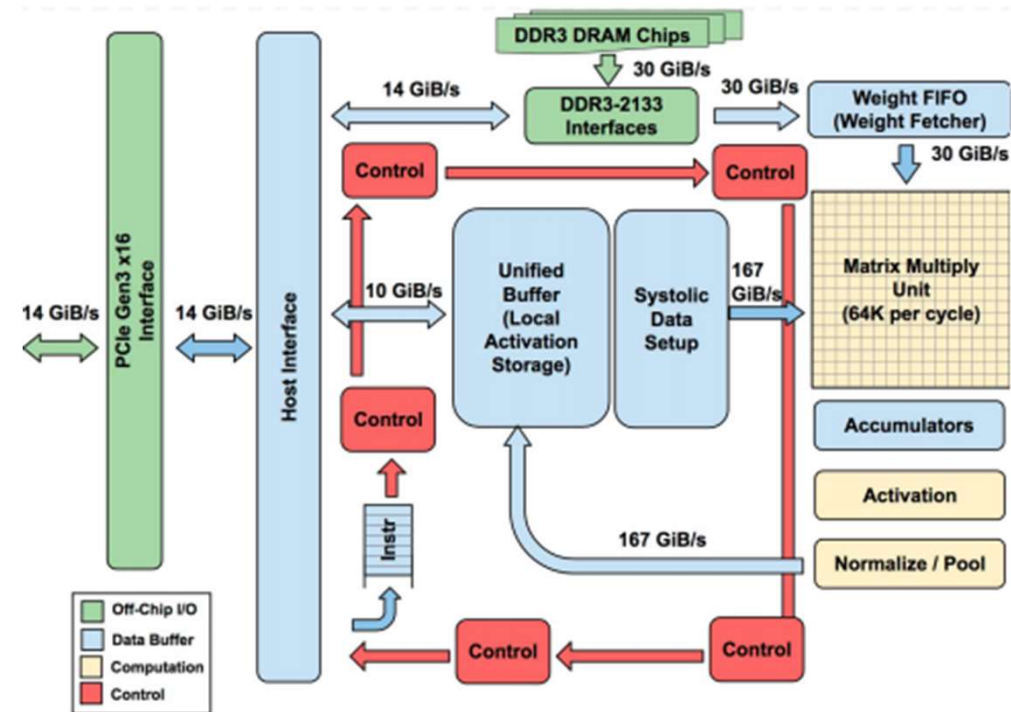 DDR3 DRAM Chips
30 GiB/s
14 GiB/s
DDR3-2133
Interfaces
30 GiB/s
Weight FIFO
(Weight Fetcher)
30 GiB/s
Control
Control
PCIe Gen3 x16
Interface
Host Interface
14 GiB/s
14 GiB/s
10 GiB/s
Unified
Buffer
(Local
Activation
Storage)
Systolic
Data
Setup
167
GiB/s
Matrix Multiply
Unit
(64K per cycle)
Control
Accumulators
Activation
Instr
167 GiB/s
Normalize / Pool
Off-Chip I/O
Data Buffer
Computation
Control
Control
Control